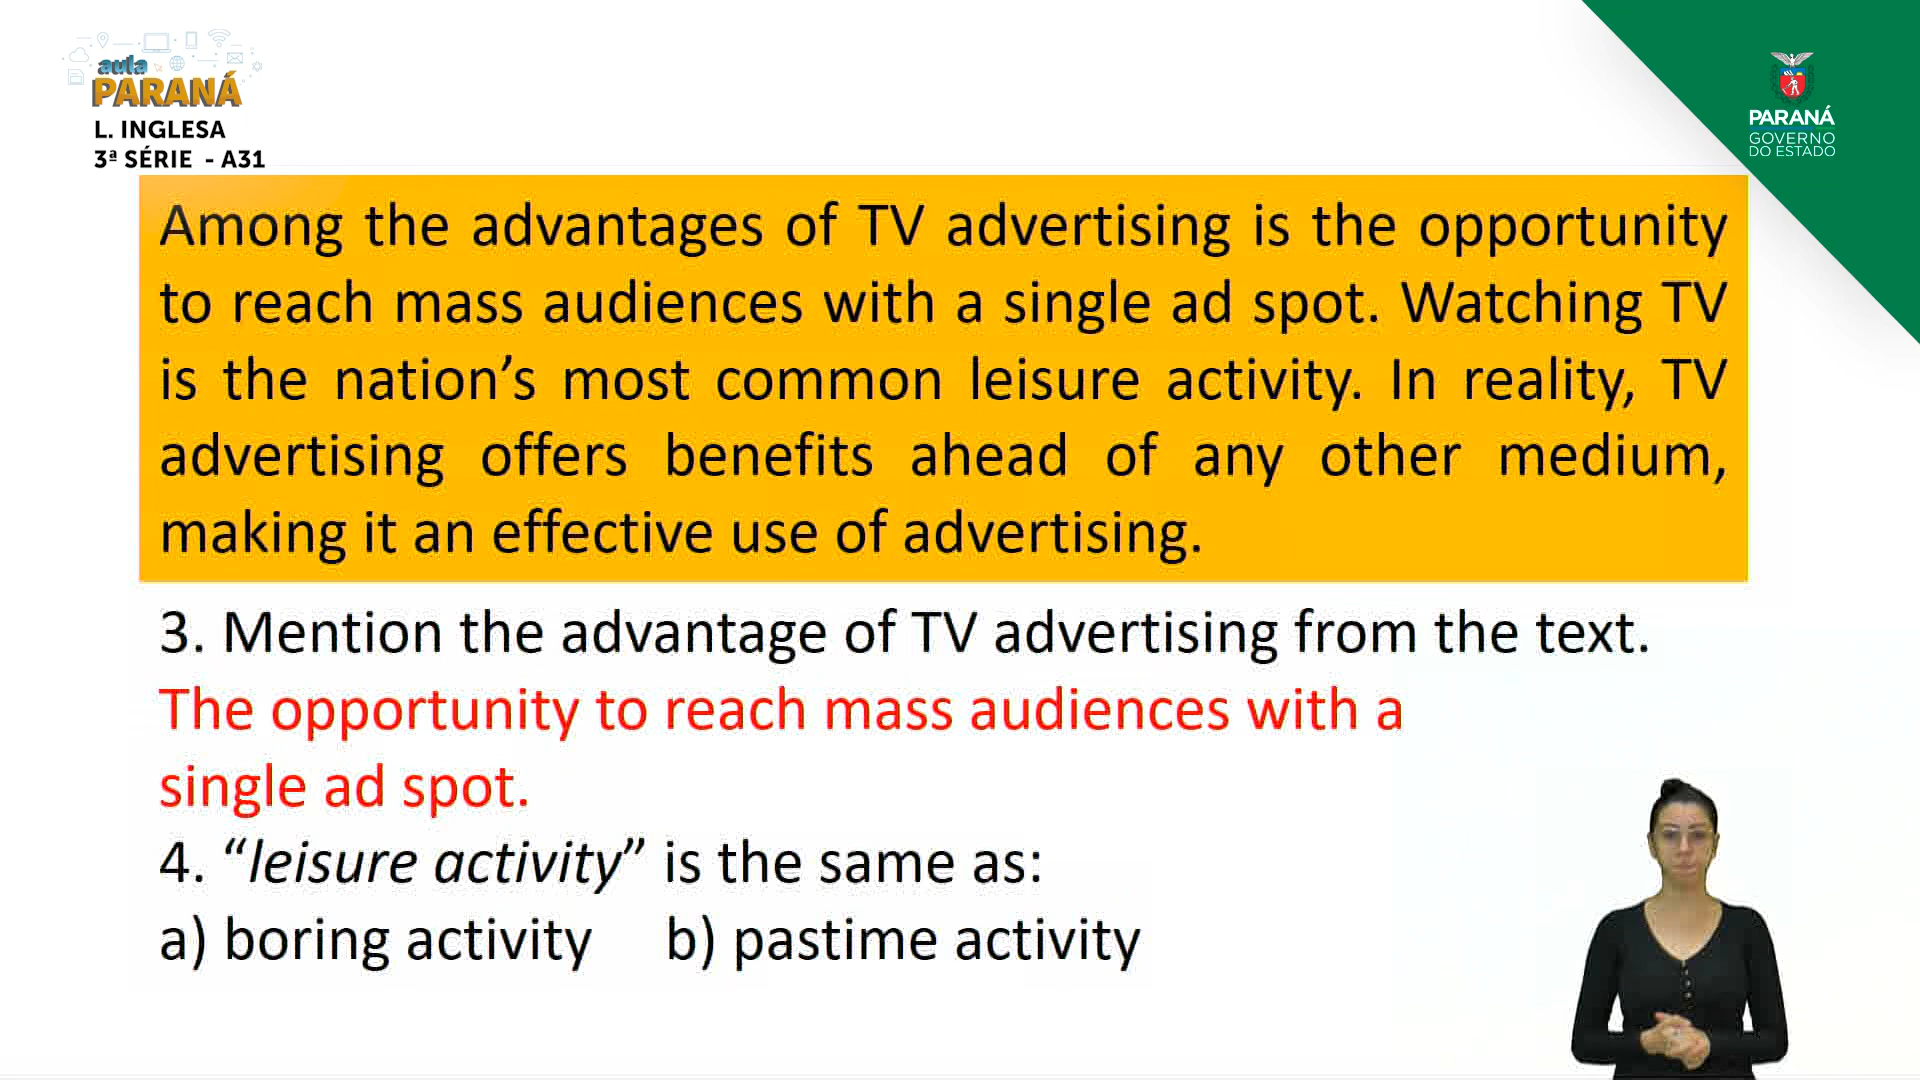 aula
PARANÁ
L. INGLESA
3ª SÉRIE - A31
PARANÁ
GOVERNO
DO ESTADO
Among the advantages of TV advertising is the opportunity
to reach mass audiences with a single ad spot. Watching TV
is the nation’s most common leisure activity. In reality, TV
advertising offers benefits ahead of any other medium,
making it an effective use of advertising.
3. Mention the advantage of TV advertising from the text.
The opportunity to reach mass audiences with a
single ad spot.
4. “leisure activity” is the same as:
a) boring activity b) pastime activity